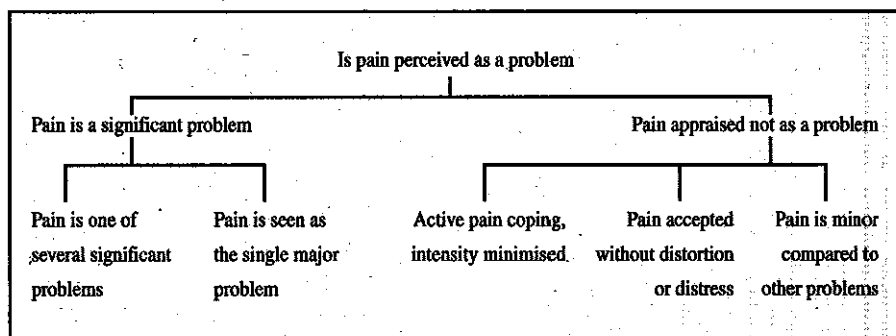 Is pain perceived as a problem
Pain is a significant problem
Pain appraised not as a problem
Pain is one of
several significant
problems
Pain is seen as
the single major
problem
Active pain coping,
intensity minimised
Pain accepted
without distortion
or distress
Pain is minor
compared to
other problems